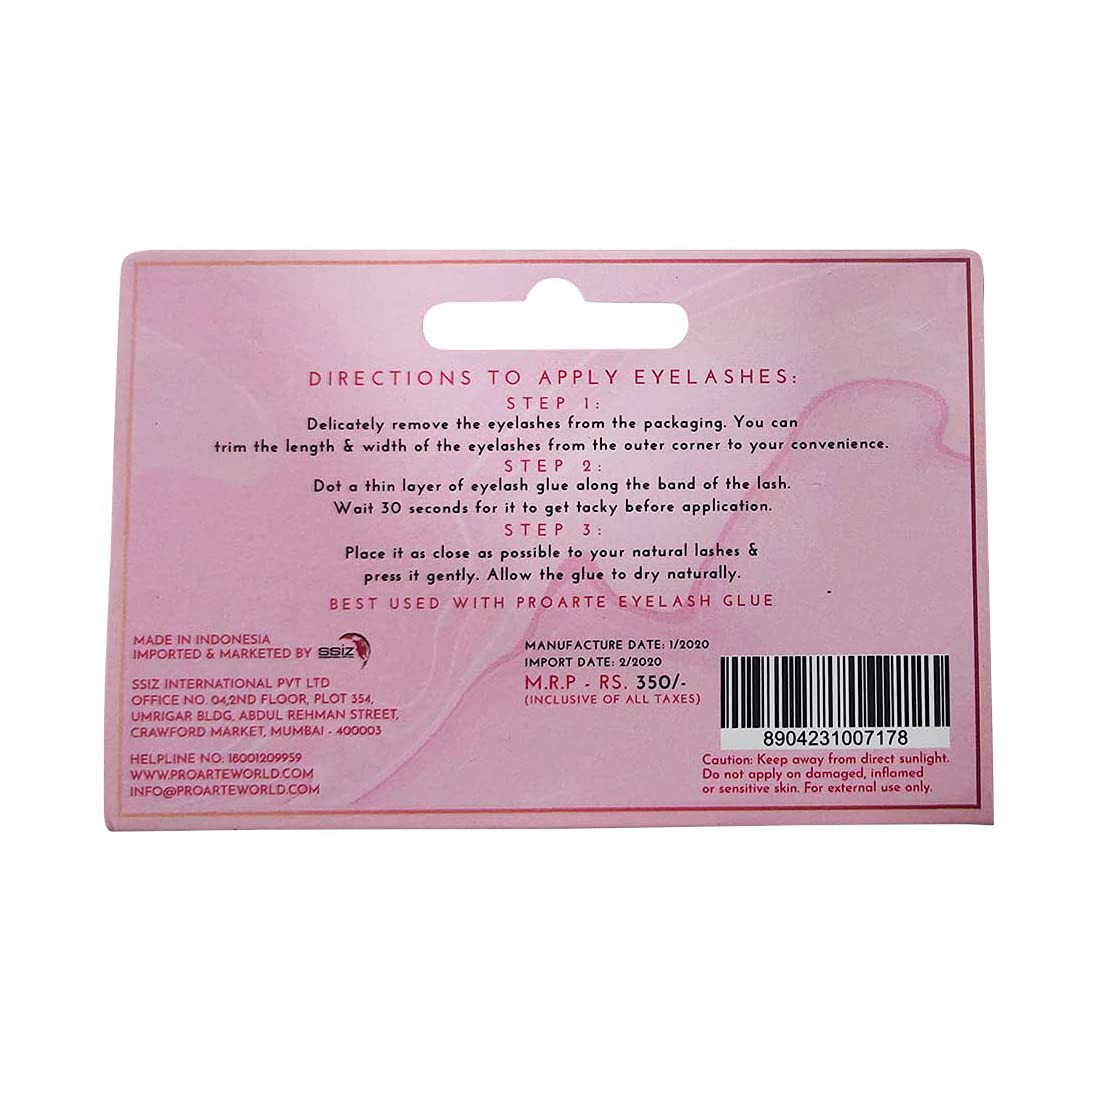 DIRECTIONS TO APPLY EYELASHES:
STEP 1:
Delicately remove the eyelashes from the packaging. You can
trim the length & width of the eyelashes from the outer corner to your convenience.
STEP 2:
Dot a thin layer of eyelash glue along the band of the lash.
Wait 30 seconds for it to get tacky before application.
STEP 3:
Place it as close as possible to your natural lashes &
press it gently. Allow the glue to dry naturally.
BEST USED WITH PROARTE EYELASH GLUE
MADE IN INDONESIA
IMPORTED & MARKETED BY SSIZ
SSIZ INTERNATIONAL PVT LTD
OFFICE NO. 04,2ND FLOOR, PLOT 354,
UMRIGAR BLDG, ABDUL REHMAN STREET,
CRAWFORD MARKET, MUMBAI - 400003
HELPLINE NO: 18001209959
WWW.PROARTEWORLD.COM
INFO@PROARTEWORLD.COM
MANUFACTURE DATE: 1/2020
IMPORT DATE: 2/2020
M.R.P - RS. 350/-
(INCLUSIVE OF ALL TAXES)
8904231007178
Caution: Keep away from direct sunlight.
Do not apply on damaged, inflamed
or sensitive skin. For external use only.